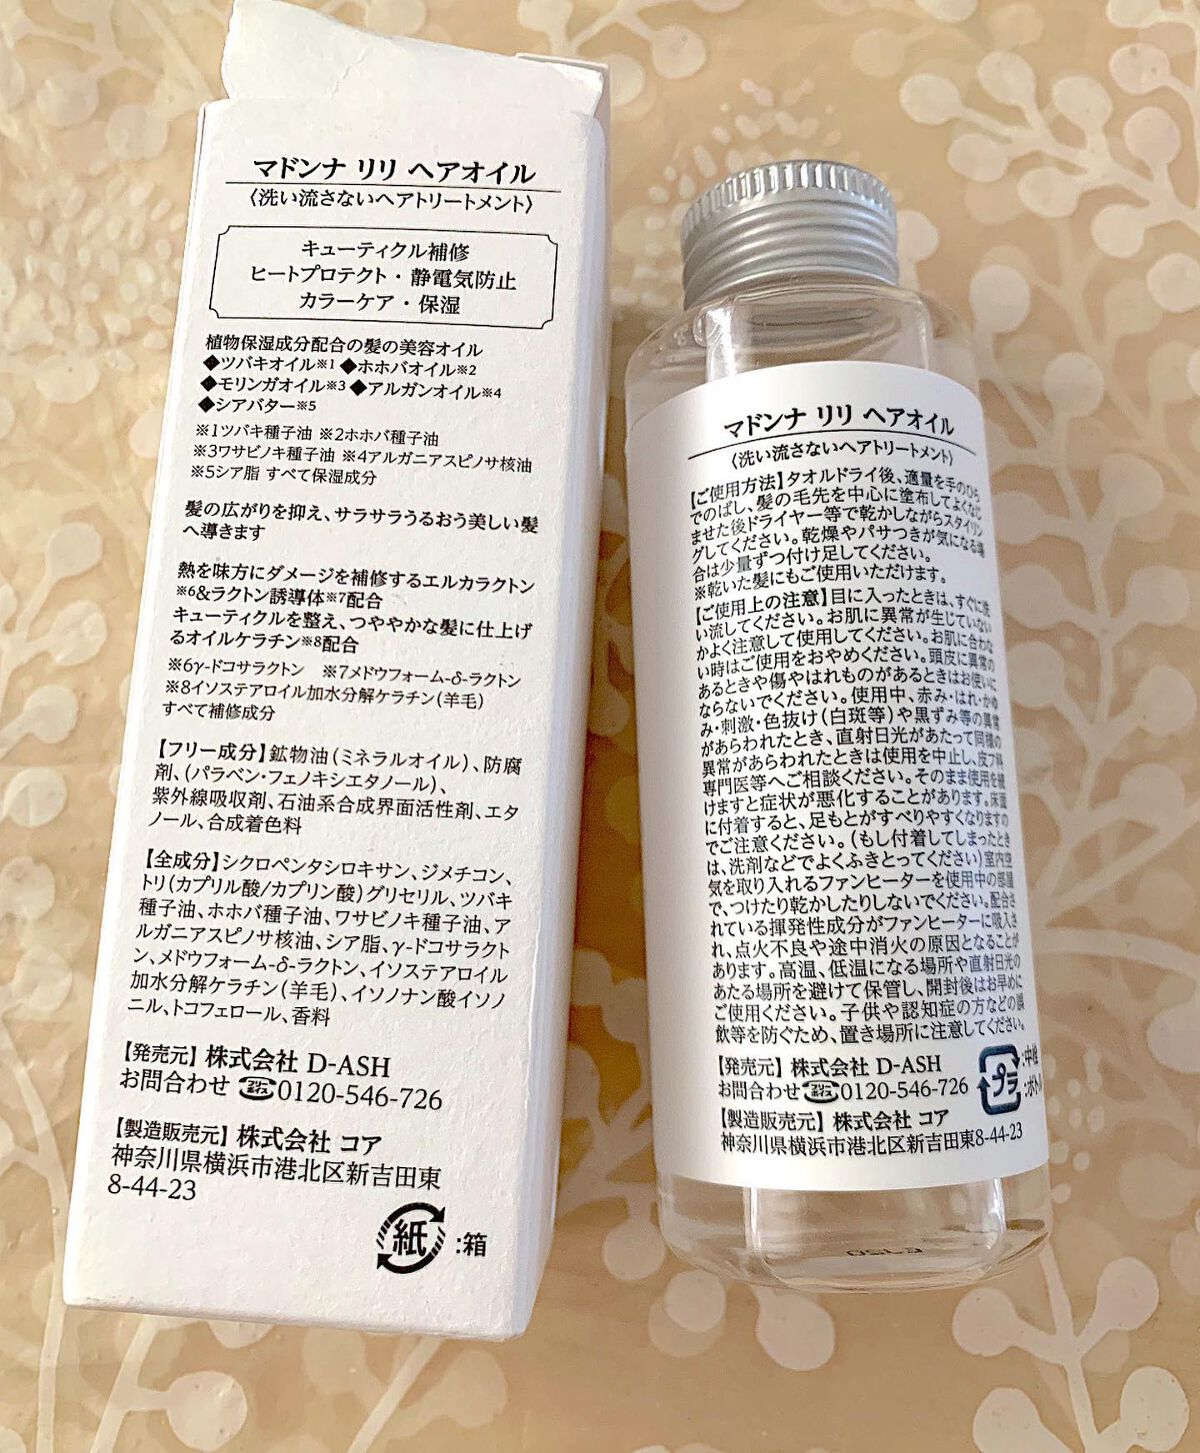 マドンナ リリ ヘアオイル
〈洗い流さないヘアトリートメント〉
キューティクル補修
ヒートプロテクト・静電気防止
カラーケア・保湿
植物保湿成分配合の髪の美容オイル
◆ツバキオイル※1 ◆ホホバオイル※2
◆モリンガオイル※3 ◆アルガンオイル※4
◆シアバター※5
※1ツバキ種子油 ※2ホホバ種子油
※3ワサビノキ種子油 ※4アルガニアスピノサ核油
※5シア脂 すべて保湿成分
髪の広がりを抑え、サラサラうるおう美しい髪
へ導きます
熱を味方にダメージを補修するエルカラクトン
※6&ラクトン誘導体※7配合
キューティクルを整え、つややかな髪に仕上げ
るオイルケラチン※8配合
※6γ-ドコサラクトン ※7メドウフォーム-δ-ラクトン
※8イソステアロイル加水分解ケラチン(羊毛)
すべて補修成分
【フリー成分】鉱物油(ミネラルオイル)、防腐
剤、(パラベン・フェノキシエタノール)、
紫外線吸収剤、石油系合成界面活性剤、エタ
ノール、合成着色料
【全成分】シクロペンタシロキサン、ジメチコン、
トリ(カプリル酸/カプリン酸)グリセリル、ツバキ
種子油、ホホバ種子油、ワサビノキ種子油、ア
ルガニアスピノサ核油、シア脂、γ-ドコサラクト
ン、メドウフォーム-δ-ラクトン、イソステアロイル
加水分解ケラチン(羊毛)、イソノナン酸イソノ
ニル、トコフェロール、香料
【発売元】株式会社 D-ASH
お問合わせ 0120-546-726
【製造販売元】株式会社 コア
神奈川県横浜市港北区新吉田東
8-44-23
紙:箱
マドンナ リリ ヘアオイル
〈洗い流さないヘアトリートメント〉
【ご使用方法】タオルドライ後、適量を手のひら
でのばし、髪の毛先を中心に塗布してよくなじ
ませた後ドライヤー等で乾かしながらスタイリン
グしてください。乾燥やパサつきが気になる場
合は少量ずつ付け足してください。
※乾いた髪にもご使用いただけます。
【ご使用上の注意】目に入ったときは、すぐに洗
い流してください。お肌に異常が生じていない
かよく注意して使用してください。お肌に合わな
い時はご使用をおやめください。頭皮に異常の
あるときや傷やはれものがあるときはお使いに
ならないでください。使用中、赤み・はれ・かゆ
み・刺激・色抜け(白斑等)や黒ずみ等の異常
があらわれたとき、直射日光があたって同様の
異常があらわれたときは使用を中止し、皮フ科
専門医等へご相談ください。そのまま使用を続
けますと症状が悪化することがあります。床面
に付着すると、足もとがすべりやすくなりますの
でご注意ください。(もし付着してしまったとき
は、洗剤などでよくふきとってください)室内空
気を取り入れるファンヒーターを使用中の部屋
で、つけたり乾かしたりしないでください。配合さ
れている揮発性成分がファンヒーターに吸入さ
れ、点火不良や途中消火の原因となることが
あります。高温、低温になる場所や直射日光の
あたる場所を避けて保管し、開封後はお早めに
ご使用ください。子供や認知症の方などの誤
飲等を防ぐため、置き場所に注意してください。
【発売元】株式会社 D-ASH
お問合わせ 0120-546-726
【製造販売元】株式会社 コア
神奈川県横浜市港北区新吉田東8-44-23
プラ
:中栓
:ボトル